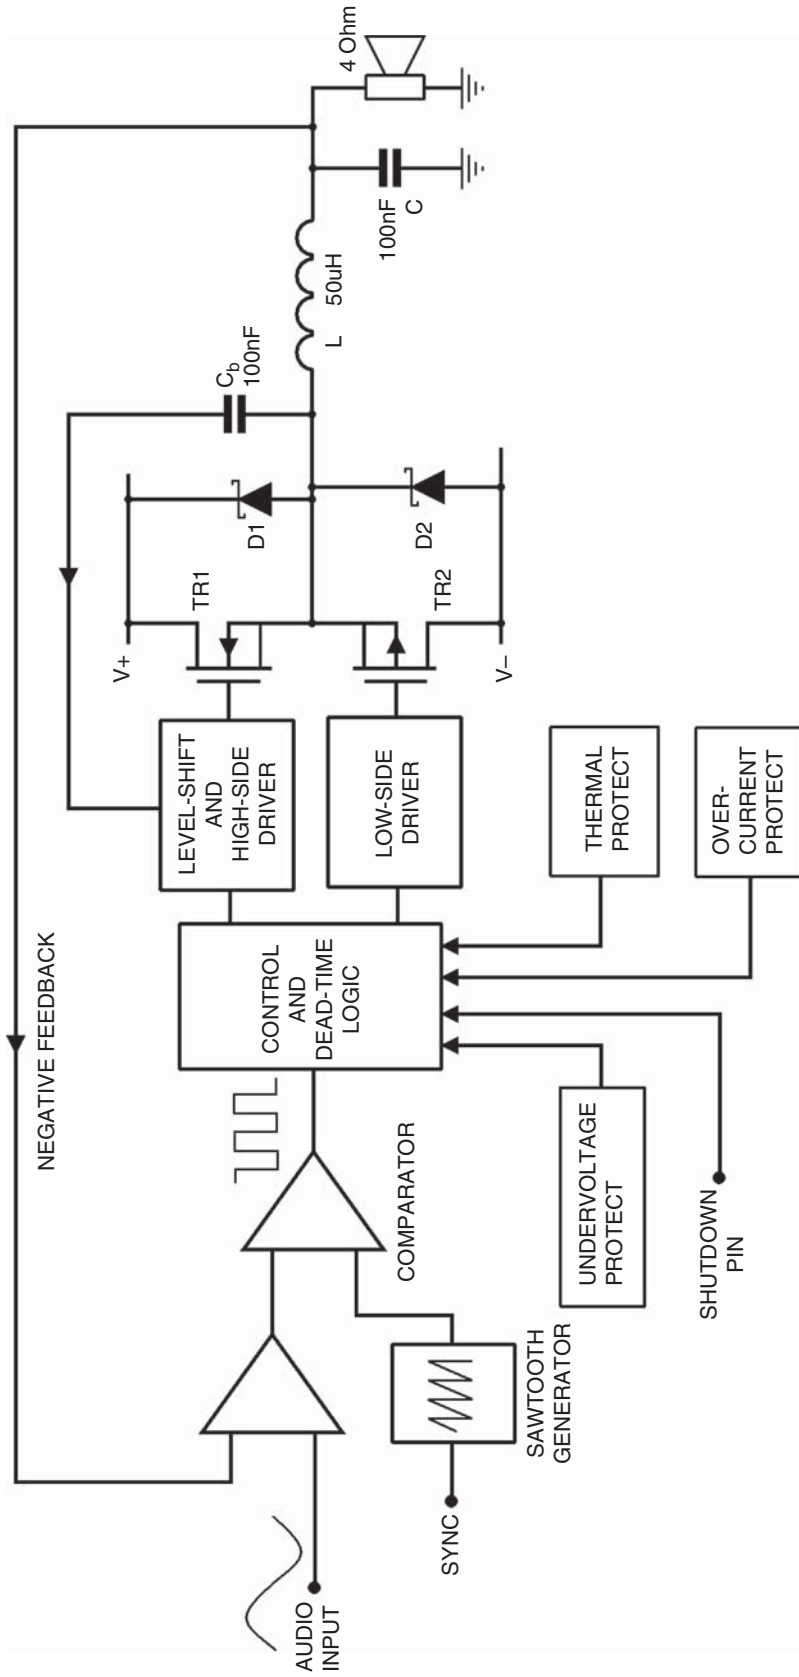 NEGATIVE FEEDBACK
AUDIO
INPUT
SYNC
SAWTOOTH
GENERATOR
COMPARATOR
CONTROL
AND
DEAD-TIME
LOGIC
LEVEL-SHIFT
AND
HIGH-SIDE
DRIVER
LOW-SIDE
DRIVER
UNDERVOLTAGE
PROTECT
SHUTDOWN
PIN
THERMAL
PROTECT
OVER-
CURRENT
PROTECT
V+
TR1
D1
V–
TR2
D2
Cb
100nF
L 50uH
100nF
C
4 Ohm